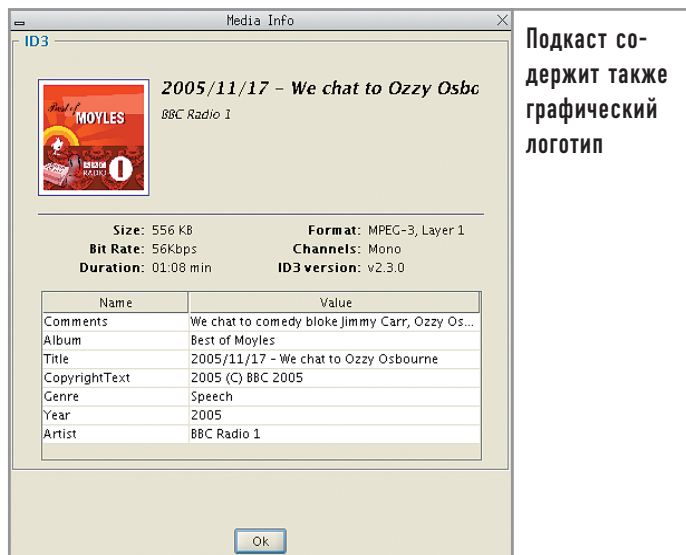 Media Info
ID3
Best of
MOYLES
BBC
RADIO 1
2005/11/17 – We chat to Ozzy Osbo
BBC Radio 1
Size: 556 KB
Format: MPEG-3, Layer 1
Bit Rate: 56Kbps
Channels: Mono
Duration: 01:08 min
ID3 version: v2.3.0
Name Value
Comments We chat to comedy bloke Jimmy Carr, Ozzy Os...
Album Best of Moyles
Title 2005/11/17 – We chat to Ozzy Osbourne
CopyrightText 2005 (C) BBC 2005
Genre Speech
Year 2005
Artist BBC Radio 1
Ok
Подкаст со-
держит также
графический
логотип